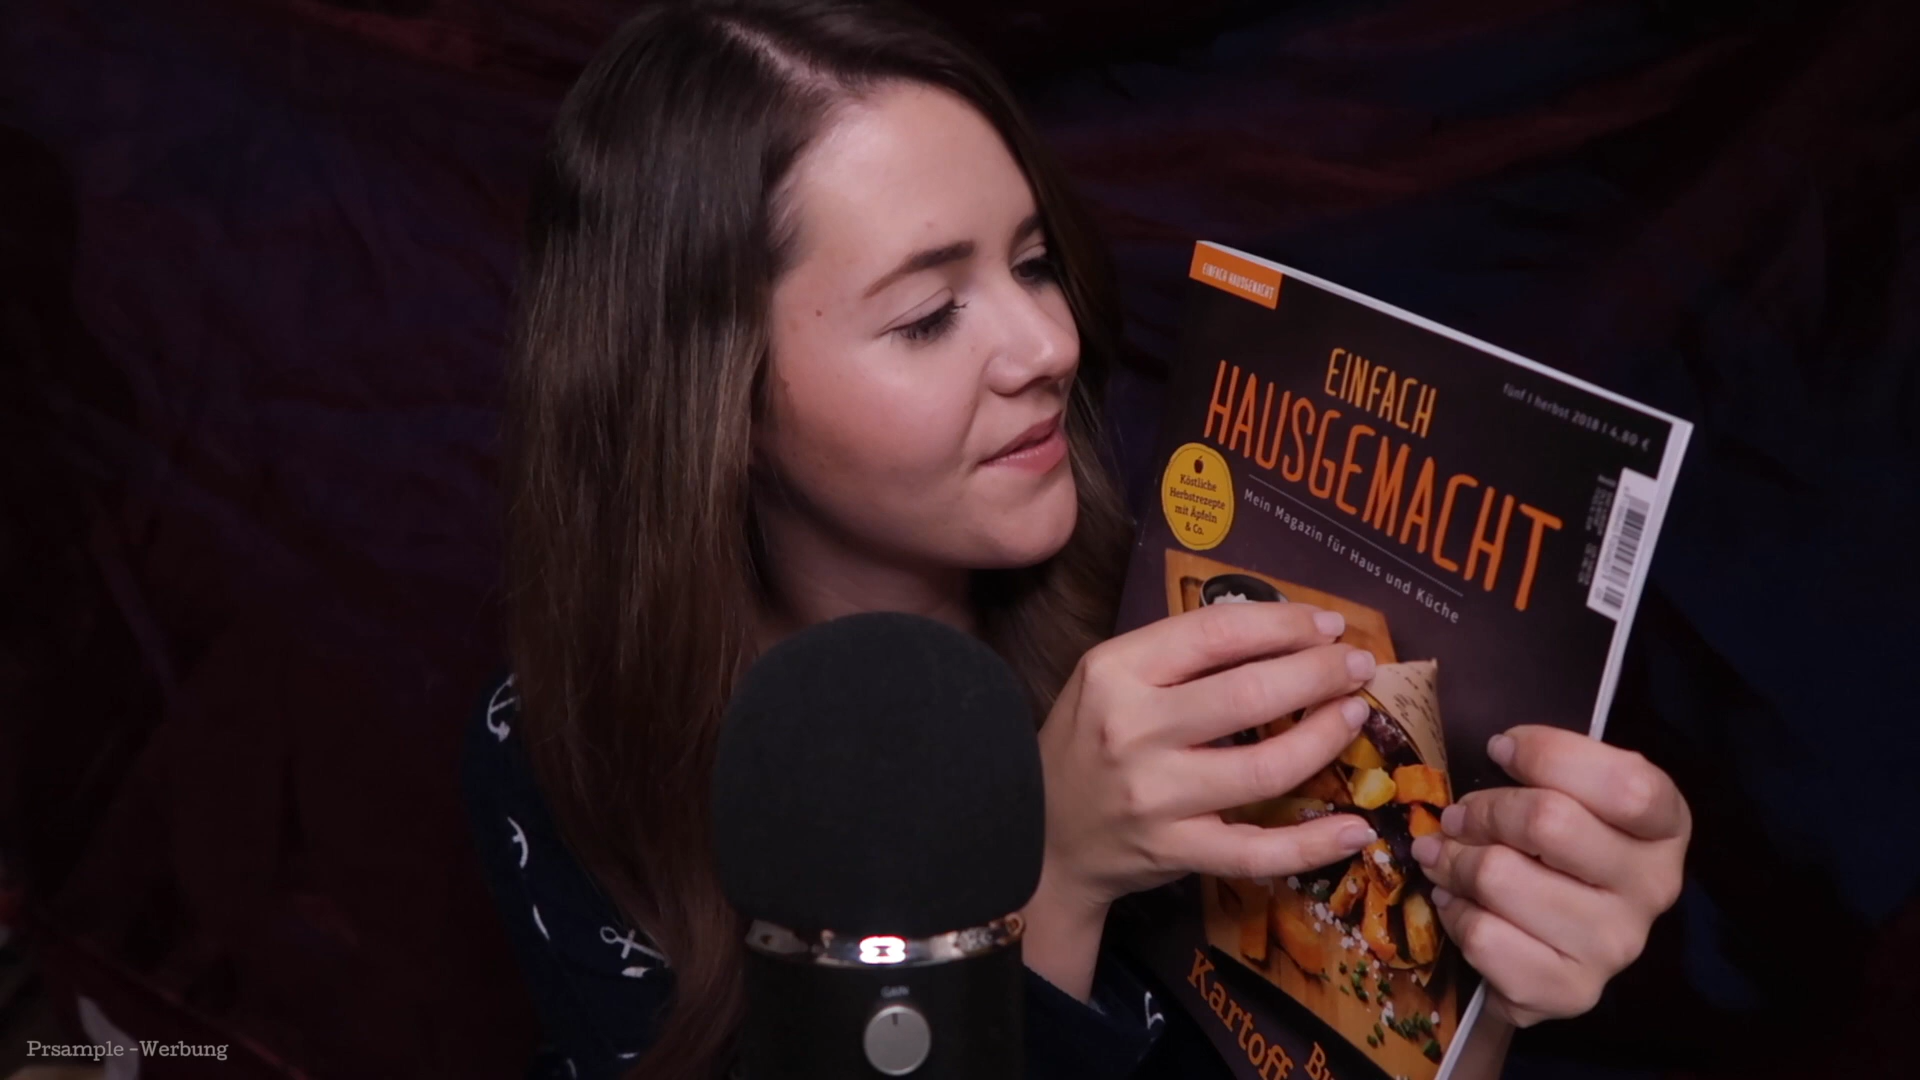 EINFACH HAUSGEMACHT
EINFACH
HAUSGEMACHT
fünf | herbst 2018 | 4,80 €
Mein Magazin für Haus und Küche
Köstliche
Herbstrezepte
mit Äpfeln
& Co.
Kartoff
GAIN
Prsample -Werbung